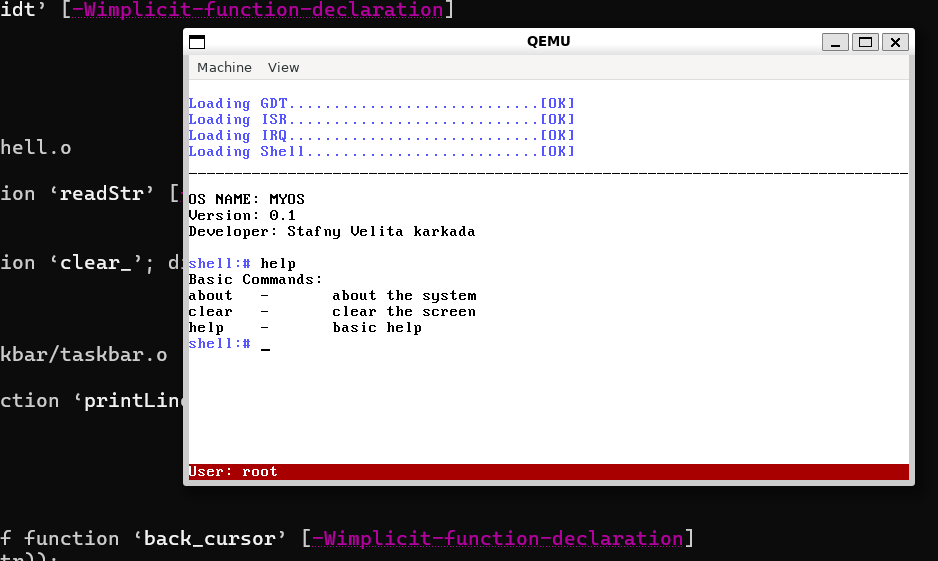 idt’ [-Wimplicit-function-declaration]
QEMU
Machine View
Loading GDT............................[OK]
Loading ISR............................[OK]
Loading IRQ............................[OK]
Loading Shell..........................[OK]
--------------------------------------------------------------------------------
OS NAME: MYOS
Version: 0.1
Developer: Stafny Velita karkada
shell:# help
Basic Commands:
about - about the system
clear - clear the screen
help - basic help
shell:# _
User: root
hell.o
ion ‘readStr’ [-
ion ‘clear_’; di
kbar/taskbar.o
ction ‘printLine
f function ‘back_cursor’ [-Wimplicit-function-declaration]
tr));